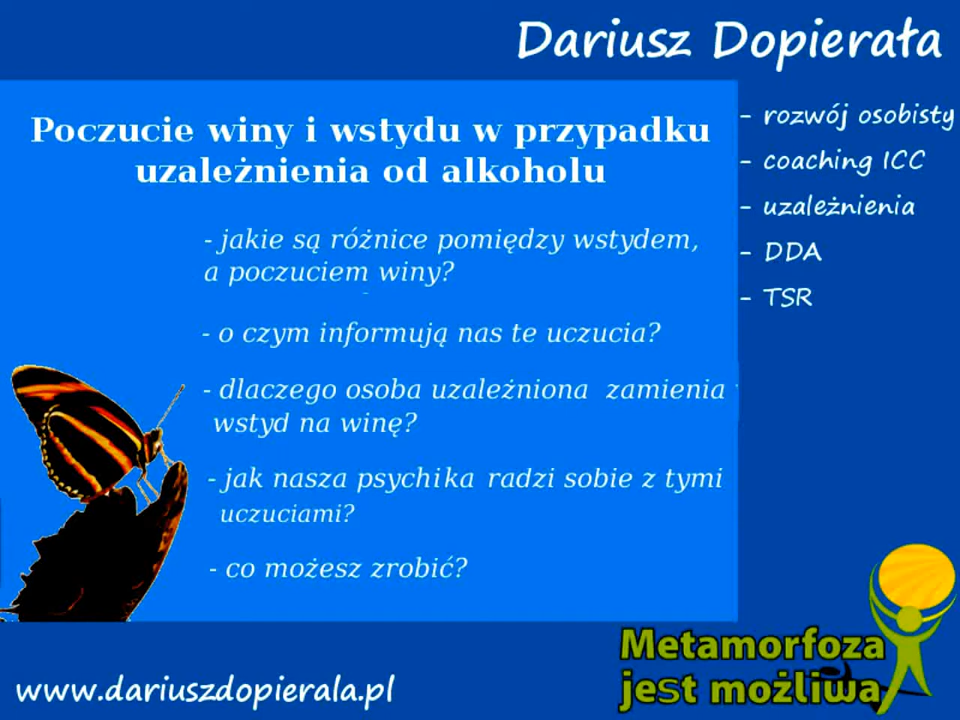 Dariusz Dopierała
Poczucie winy i wstydu w przypadku
uzależnienia od alkoholu
- jakie są różnice pomiędzy wstydem,
a poczuciem winy?
- o czym informują nas te uczucia?
- dlaczego osoba uzależniona zamienia
wstyd na winę?
- jak nasza psychika radzi sobie z tymi
uczuciami?
- co możesz zrobić?
- rozwój osobisty
- coaching ICC
- uzależnienia
- DDA
- TSR
Metamorfoza
jest możliwa
www.dariuszdopierala.pl